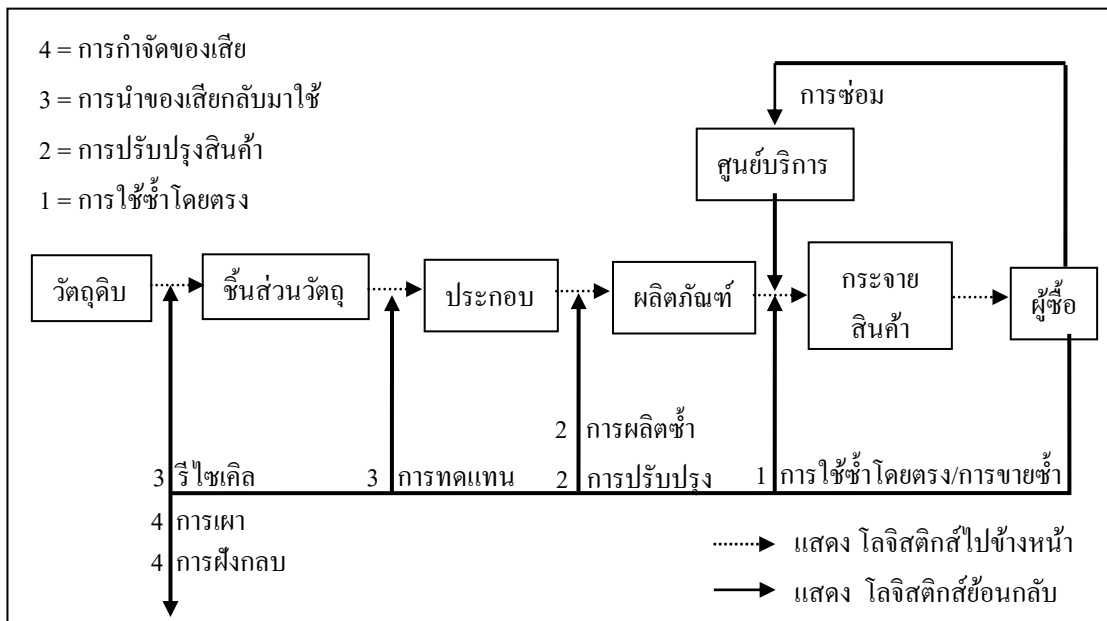 4 = การกำจัดของเสีย
3 = การนำของเสียกลับมาใช้
2 = การปรับปรุงสินค้า
1 = การใช้ซ้ำโดยตรง
การซ่อม
ศูนย์บริการ
วัตถุดิบ
ชิ้นส่วนวัตถุ
ประกอบ
ผลิตภัณฑ์
กระจาย
สินค้า
ผู้ซื้อ
2 การผลิตซ้ำ
3 รีไซเคิล
3 การทดแทน
2 การปรับปรุง
1 การใช้ซ้ำโดยตรง/การขายซ้ำ
4 การเผา
4 การฝังกลบ
แสดง โลจิสติกส์ไปข้างหน้า
แสดง โลจิสติกส์ย้อนกลับ